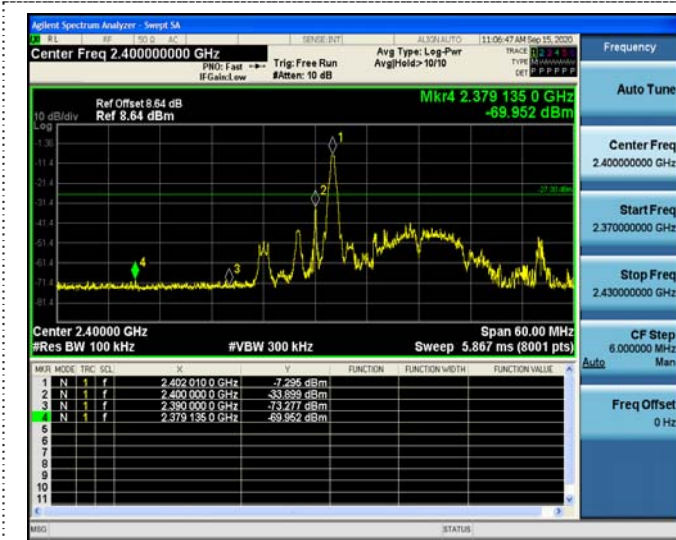 Agilent Spectrum Analyzer - Swept SA
RL RF 50 Ω AC SENSE:INT ALIGNAUTO 11:06:47 AM Sep 15, 2020
Center Freq 2.400000000 GHz
PNO: Fast
IFGain:Low
Trig: Free Run
#Atten: 10 dB
Avg Type: Log-Pwr
Avg|Hold:>10/10
TRACE 1 2 3 4 5 6
TYPE M
DET P P P P P P
Ref Offset 8.64 dB
Ref 8.64 dBm
10 dB/div
Log
Mkr4 2.379 135 0 GHz
-69.952 dBm
-1.36
-11.4
-21.4
-31.4
-41.4
-51.4
-61.4
-71.4
-81.4
1
2
3
4
-27.30 dBm
Center 2.40000 GHz
#Res BW 100 kHz
#VBW 300 kHz
Span 60.00 MHz
Sweep 5.867 ms (8001 pts)
MKR MODE TRC SCL X Y FUNCTION FUNCTION WIDTH FUNCTION VALUE
1 N 1 f 2.402 010 0 GHz -7.295 dBm
2 N 1 f 2.400 000 0 GHz -33.899 dBm
3 N 1 f 2.390 000 0 GHz -73.277 dBm
4 N 1 f 2.379 135 0 GHz -69.952 dBm
5
6
7
8
9
10
11
MSG STATUS
Frequency
Auto Tune
Center Freq
2.400000000 GHz
Start Freq
2.370000000 GHz
Stop Freq
2.430000000 GHz
CF Step
6.000000 MHz
Auto Man
Freq Offset
0 Hz